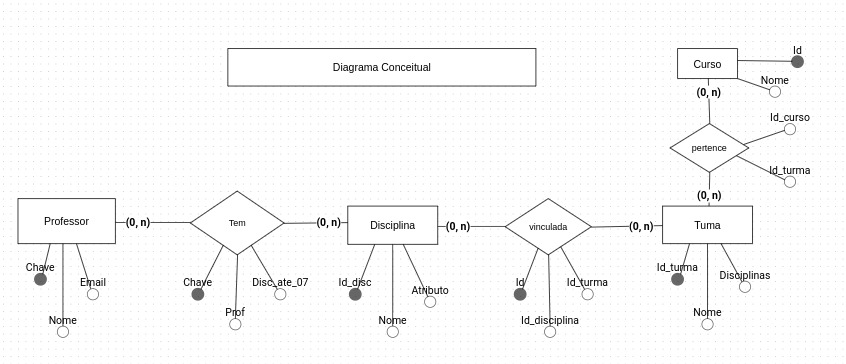 Diagrama Conceitual
Curso
Id
Nome
(0, n)
pertence
Id_curso
Id_turma
(0, n)
Professor
(0, n)
Tem
(0, n)
Disciplina
(0, n)
vinculada
(0, n)
Tuma
Chave
Email
Nome
Chave
Disc_ate_07
Prof
Id_disc
Atributo
Nome
Id
Id_turma
Id_disciplina
Id_turma
Disciplinas
Nome